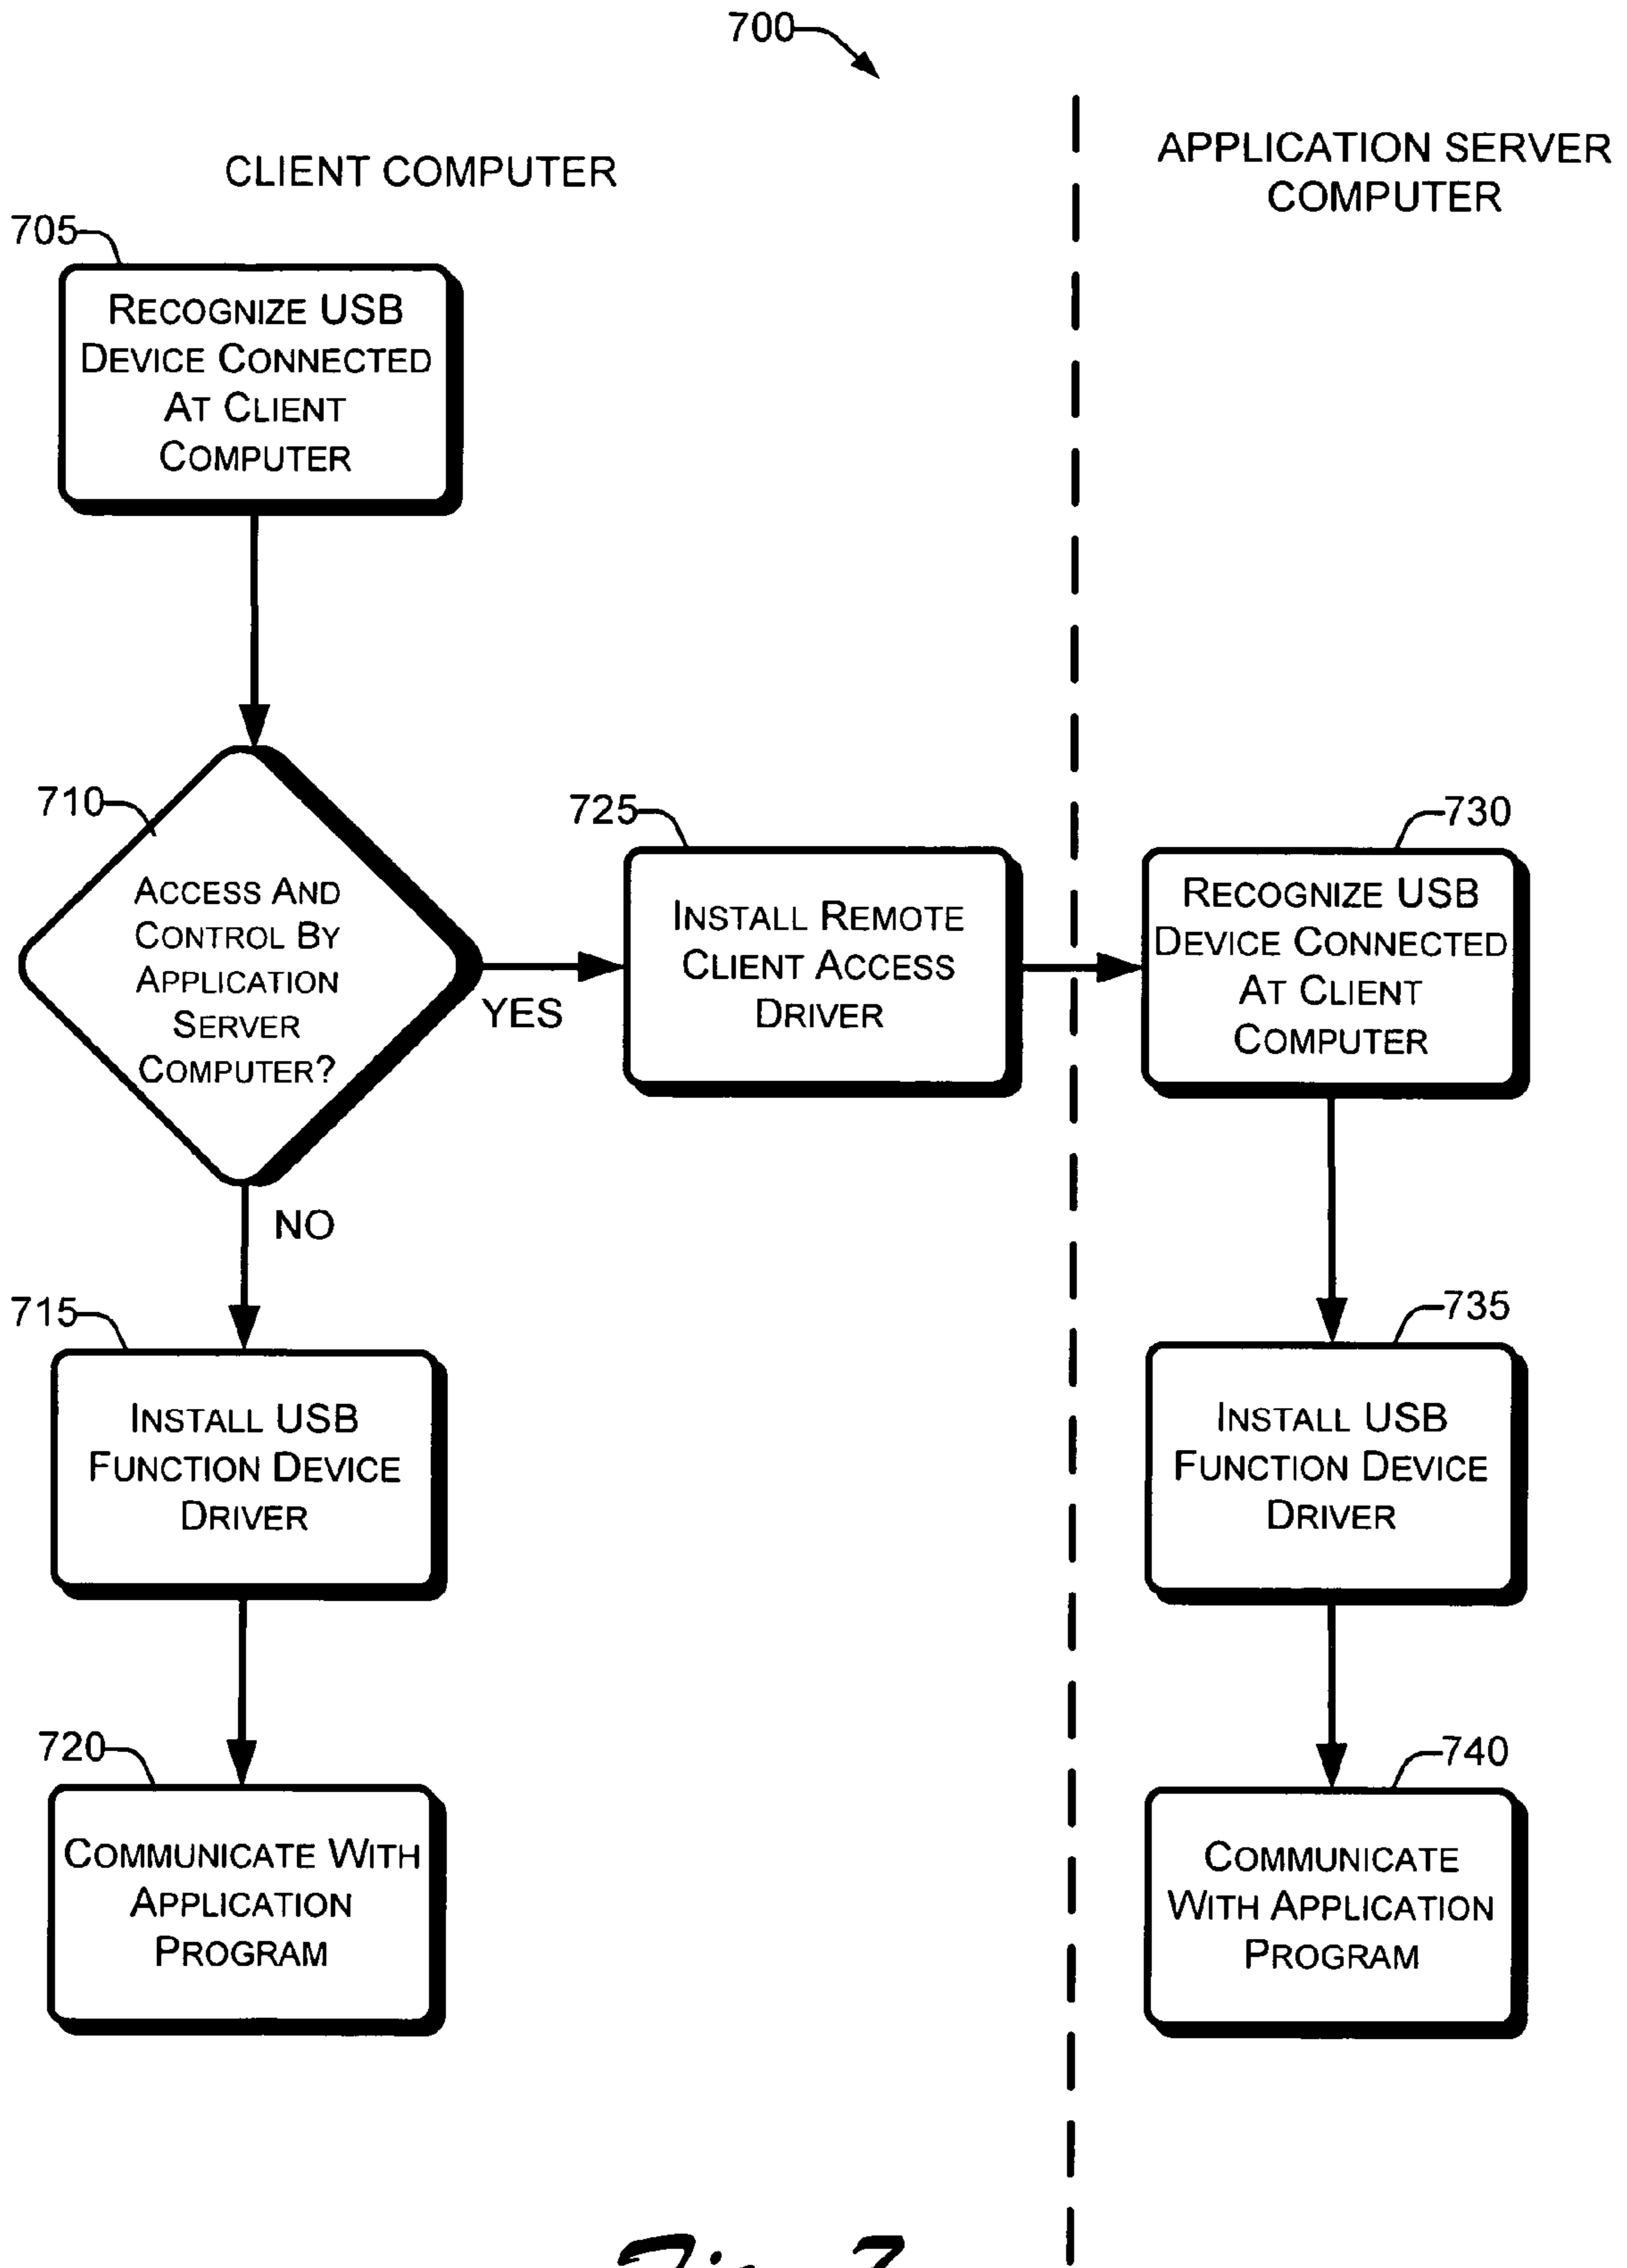 700
CLIENT COMPUTER
APPLICATION SERVER
COMPUTER
705
RECOGNIZE USB
DEVICE CONNECTED
AT CLIENT
COMPUTER
710
ACCESS AND
CONTROL BY
APPLICATION
SERVER
COMPUTER?
YES
NO
725
INSTALL REMOTE
CLIENT ACCESS
DRIVER
730
RECOGNIZE USB
DEVICE CONNECTED
AT CLIENT
COMPUTER
715
INSTALL USB
FUNCTION DEVICE
DRIVER
735
INSTALL USB
FUNCTION DEVICE
DRIVER
720
COMMUNICATE WITH
APPLICATION
PROGRAM
740
COMMUNICATE
WITH APPLICATION
PROGRAM